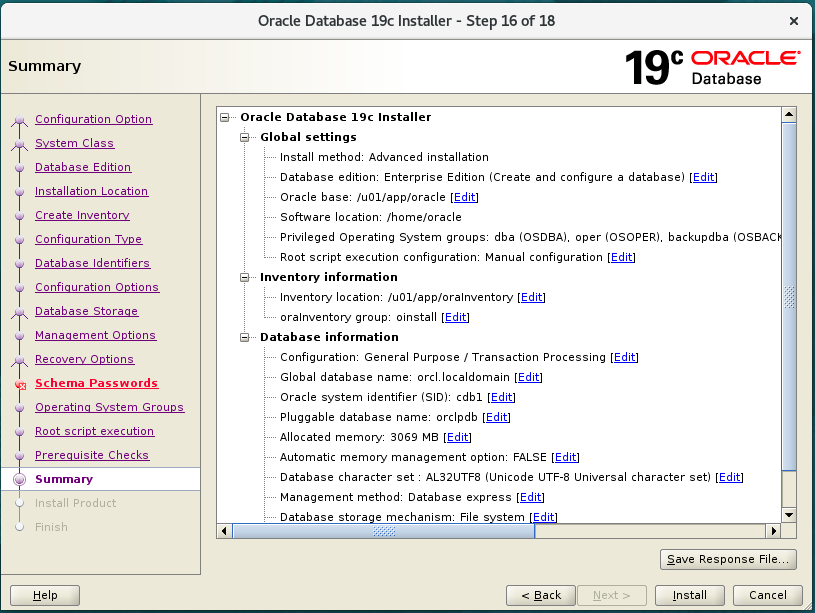 Oracle Database 19c Installer - Step 16 of 18
Summary
19c ORACLE
Database
Configuration Option
System Class
Database Edition
Installation Location
Create Inventory
Configuration Type
Database Identifiers
Configuration Options
Database Storage
Management Options
Recovery Options
Schema Passwords
Operating System Groups
Root script execution
Prerequisite Checks
Summary
Install Product
Finish
Oracle Database 19c Installer
Global settings
Install method: Advanced installation
Database edition: Enterprise Edition (Create and configure a database) [Edit]
Oracle base: /u01/app/oracle [Edit]
Software location: /home/oracle
Privileged Operating System groups: dba (OSDBA), oper (OSOPER), backupdba (OSBACK
Root script execution configuration: Manual configuration [Edit]
Inventory information
Inventory location: /u01/app/oraInventory [Edit]
oraInventory group: oinstall [Edit]
Database information
Configuration: General Purpose / Transaction Processing [Edit]
Global database name: orcl.localdomain [Edit]
Oracle system identifier (SID): cdb1 [Edit]
Pluggable database name: orclpdb [Edit]
Allocated memory: 3069 MB [Edit]
Automatic memory management option: FALSE [Edit]
Database character set : AL32UTF8 (Unicode UTF-8 Universal character set) [Edit]
Management method: Database express [Edit]
Database storage mechanism: File system [Edit]
Save Response File...
Help
< Back
Next >
Install
Cancel